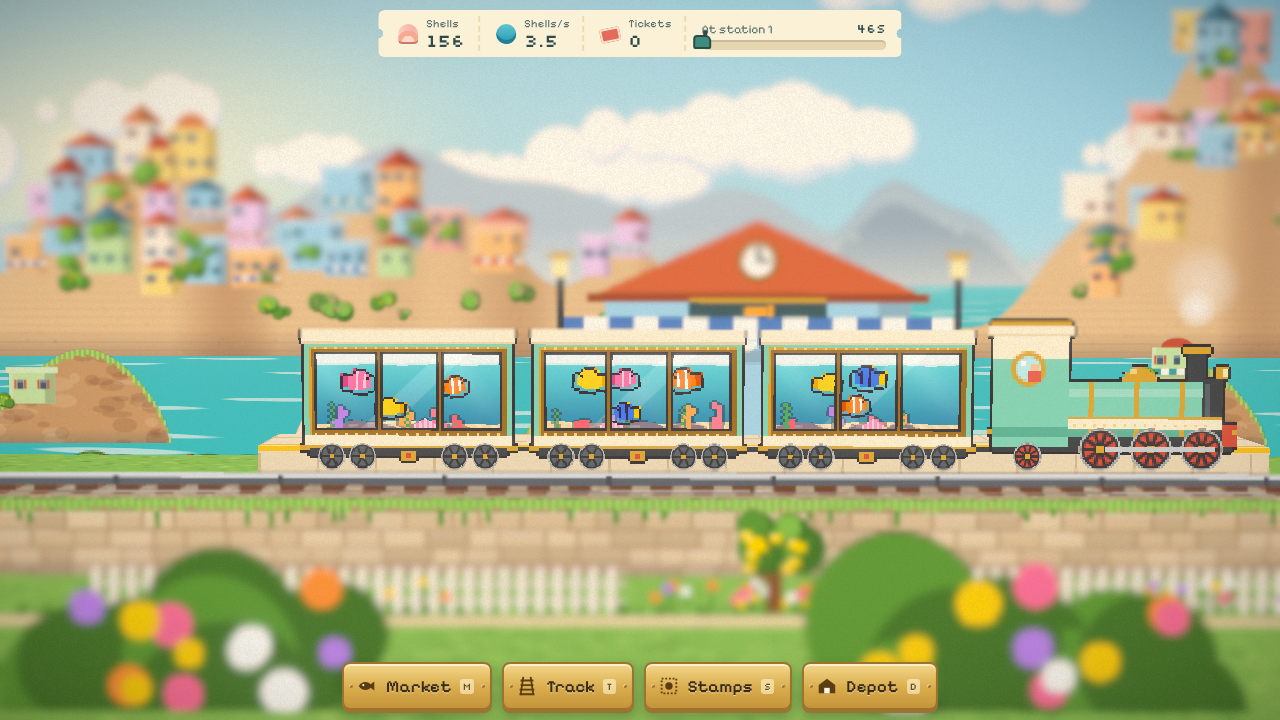 Shells
156
Shells/s
3.5
Tickets
0
At station 1
46s
Market M
Track T
Stamps S
Depot D